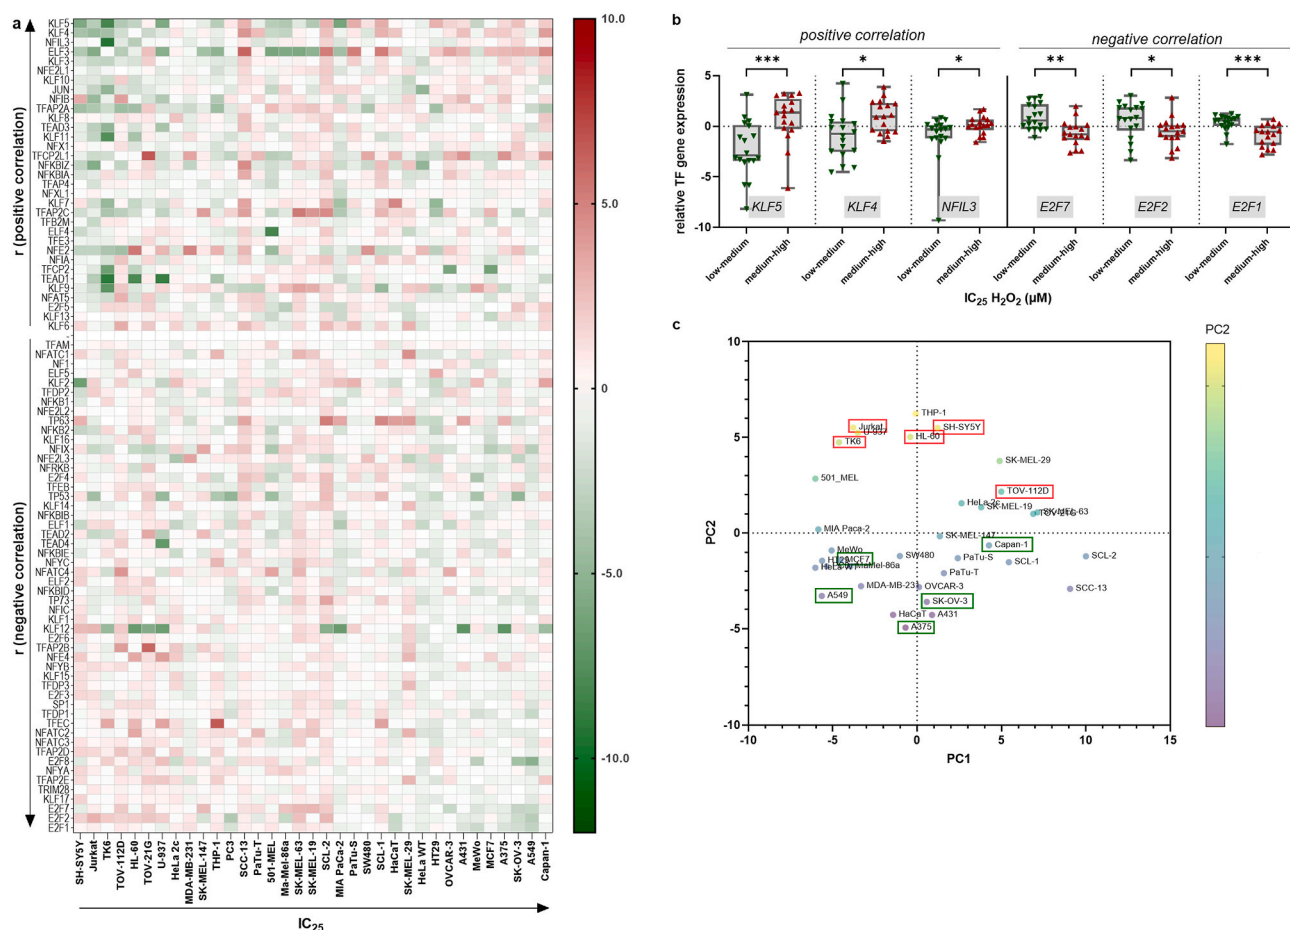 a
r (positive correlation)
r (negative correlation)
KLF5
KLF4
NFIL3
ELF3
KLF3
NFE2L1
KLF10
JUN
NFIB
TFAP2A
KLF8
TEAD3
KLF11
NFX1
TFCP2L1
NFKBIZ
NFKBIA
TFAP4
NFXL1
KLF7
TFAP2C
TFB2M
ELF4
TFE3
NFE2
NFIA
TFCP2
TEAD1
KLF9
NFAT5
E2F5
KLF13
KLF6
-
TFAM
NFATC1
NF1
ELF5
KLF2
TFDP2
NFKB1
NFE2L2
TP63
NFKB2
KLF16
NFIX
NFE2L3
NFRKB
E2F4
TFEB
TP53
KLF14
NFKBIB
ELF1
TEAD2
TEAD4
NFKBIE
NFYC
NFATC4
ELF2
NFKBID
TP73
NFIC
KLF1
KLF12
E2F6
TFAP2B
NFE4
NFYB
KLF15
TFDP3
E2F3
SP1
TFDP1
TFEC
NFATC2
NFATC3
TFAP2D
E2F8
NFYA
TFAP2E
TRIM28
KLF17
E2F7
E2F2
E2F1
SH-SY5Y
Jurkat
TK6
TOV-112D
HL-60
TOV-21G
U-937
HeLa 2c
MDA-MB-231
SK-MEL-147
THP-1
PC3
SCC-13
PaTu-T
501-MEL
Ma-Mel-86a
SK-MEL-63
SK-MEL-19
SCL-2
MIA PaCa-2
PaTu-S
SW480
SCL-1
HaCaT
SK-MEL-29
HeLa WT
HT29
OVCAR-3
A431
MeWo
MCF7
A375
SK-OV-3
A549
Capan-1
IC25
10.0
5.0
0
-5.0
-10.0
b
positive correlation
negative correlation
*** * * ** * ***
relative TF gene expression
5
0
-5
-10
KLF5 KLF4 NFIL3 E2F7 E2F2 E2F1
low-medium medium-high low-medium medium-high low-medium medium-high low-medium medium-high low-medium medium-high low-medium medium-high
IC25 H2O2 (µM)
c
PC2
10
5
0
-5
-10
THP-1
Jurkat
SH-SY5Y
U-937
HL-60
TK6
SK-MEL-29
501_MEL
TOV-112D
HeLa 2c
SK-MEL-19
SK-MEL-63
MIA Paca-2
SK-MEL-147
Capan-1
MeWo
SW480
SCL-2
MCF7
PaTu-S
SCL-1
HeLa WT
PaTu-T
MDA-MB-231
OVCAR-3
SCC-13
A549
SK-OV-3
HaCaT
A431
A375
-10 -5 0 5 10 15
PC1
PC2